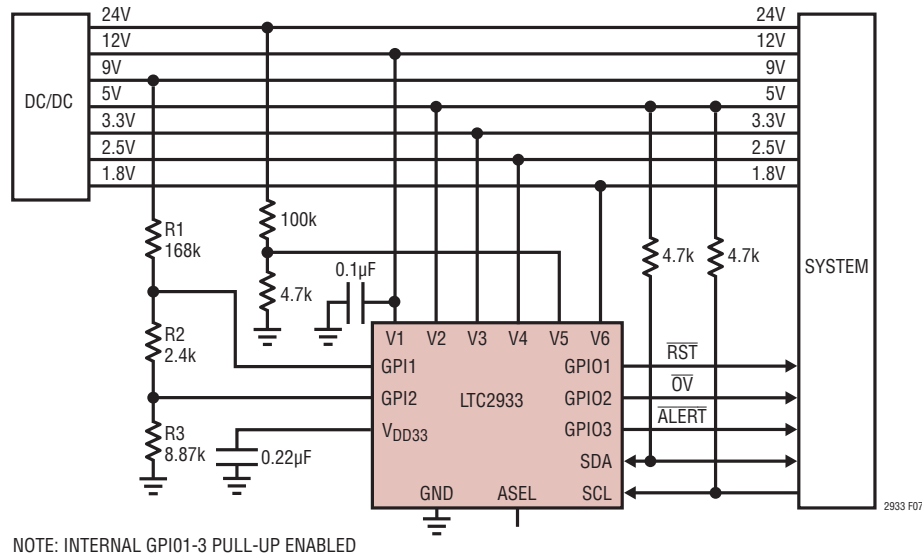 24V
12V
9V
5V
3.3V
2.5V
1.8V
DC/DC
24V
12V
9V
5V
3.3V
2.5V
1.8V
SYSTEM
R1
168k
100k
4.7k
0.1µF
4.7k
4.7k
R2
2.4k
R3
8.87k
0.22µF
V1 V2 V3 V4 V5 V6
GPI1
GPI2
VDD33
LTC2933
GPIO1
GPIO2
GPIO3
SDA
SCL
GND
ASEL
RST
OV
ALERT
2933 F07
NOTE: INTERNAL GPI01-3 PULL-UP ENABLED